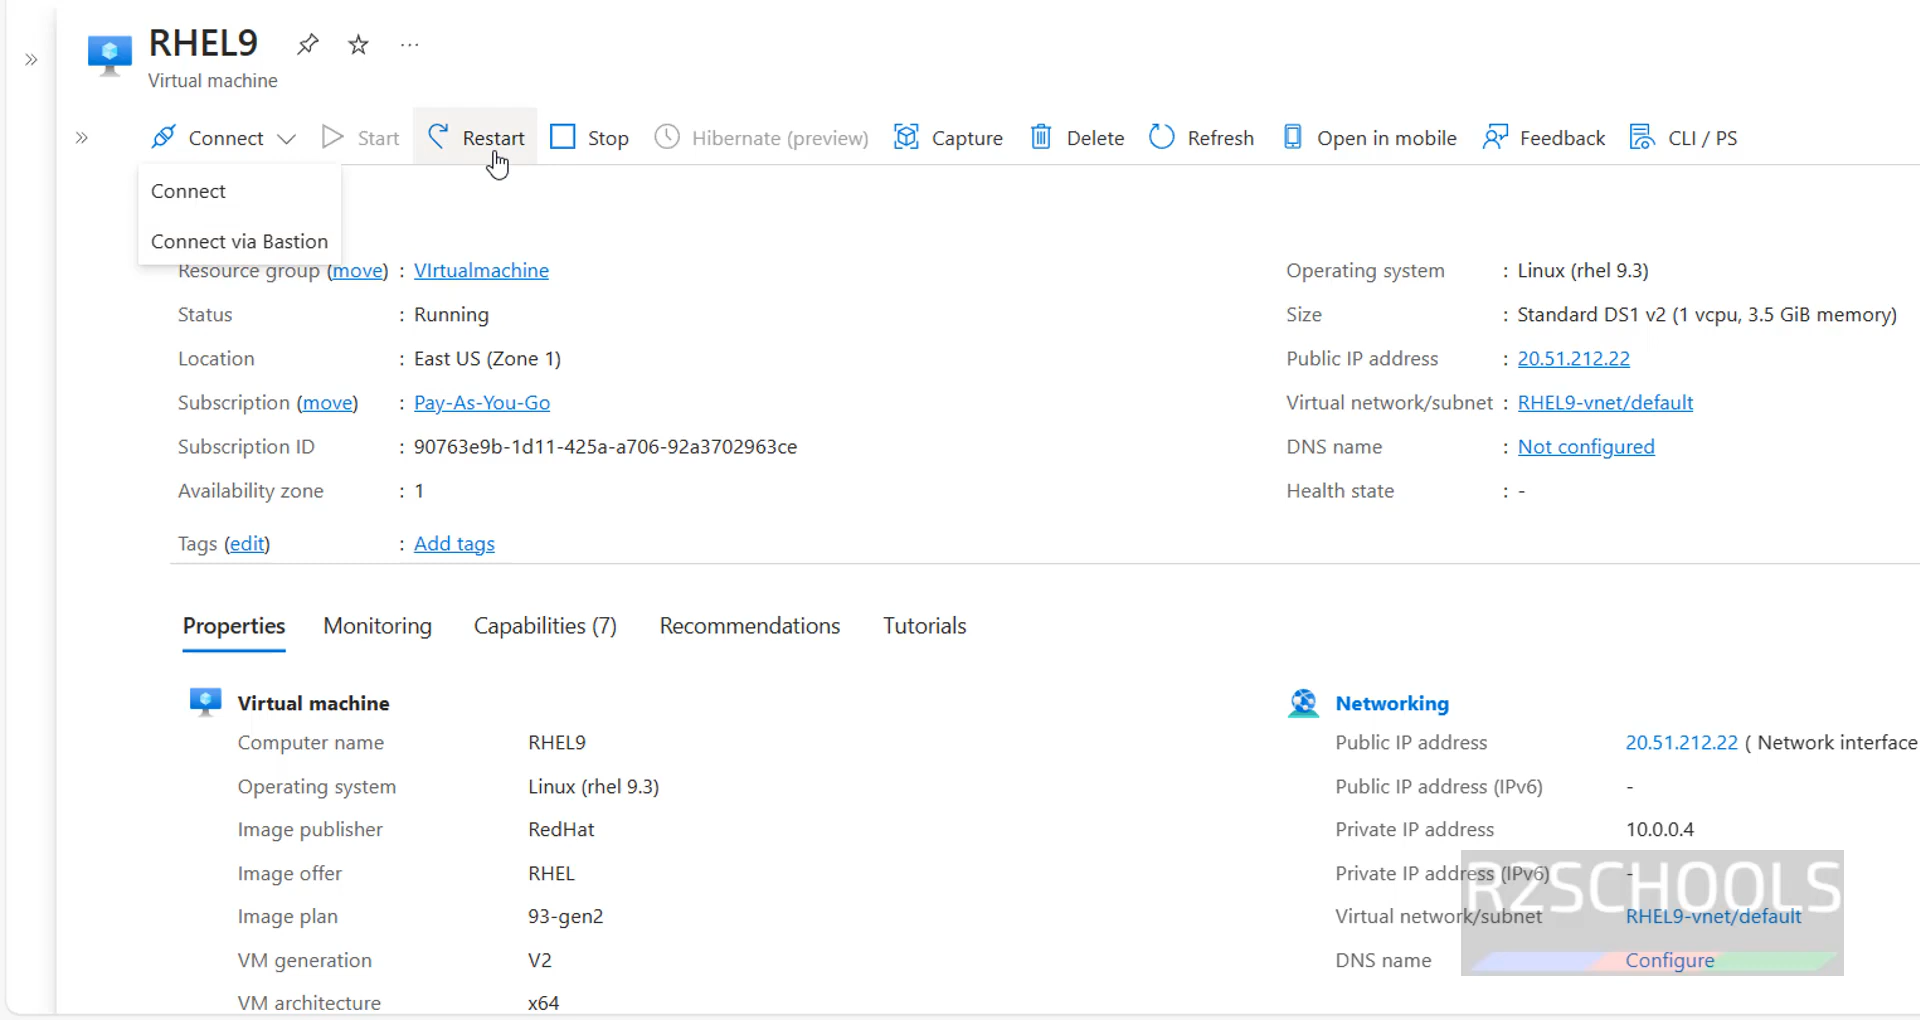 RHEL9
Virtual machine
Connect Start Restart Stop Hibernate (preview) Capture Delete Refresh Open in mobile Feedback CLI / PS
Connect
Connect via Bastion
Resource group (move) : VIrtualmachine
Status : Running
Location : East US (Zone 1)
Subscription (move) : Pay-As-You-Go
Subscription ID : 90763e9b-1d11-425a-a706-92a3702963ce
Availability zone : 1
Tags (edit) : Add tags
Operating system : Linux (rhel 9.3)
Size : Standard DS1 v2 (1 vcpu, 3.5 GiB memory)
Public IP address : 20.51.212.22
Virtual network/subnet : RHEL9-vnet/default
DNS name : Not configured
Health state : -
Properties Monitoring Capabilities (7) Recommendations Tutorials
Virtual machine
Computer name RHEL9
Operating system Linux (rhel 9.3)
Image publisher RedHat
Image offer RHEL
Image plan 93-gen2
VM generation V2
VM architecture x64
Networking
Public IP address 20.51.212.22 ( Network interface
Public IP address (IPv6) -
Private IP address 10.0.0.4
Private IP address (IPv6) -
Virtual network/subnet RHEL9-vnet/default
DNS name Configure
R2SCHOOLS